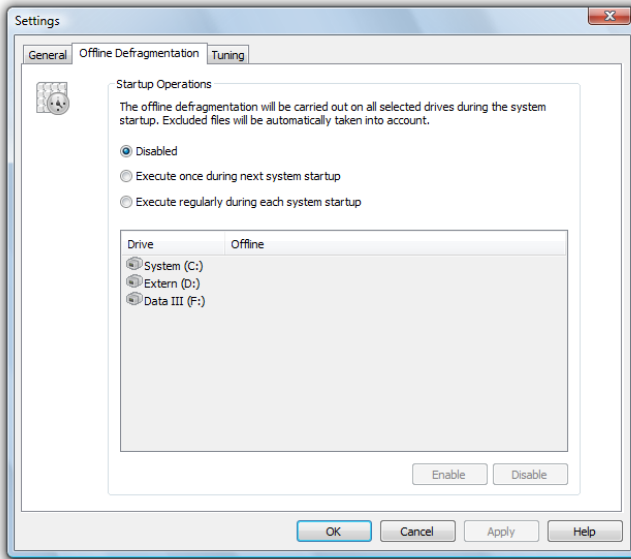 Settings
General
Offline Defragmentation
Tuning
Startup Operations
The offline defragmentation will be carried out on all selected drives during the system
startup. Excluded files will be automatically taken into account.
Disabled
Execute once during next system startup
Execute regularly during each system startup
Drive Offline
System (C:)
Extern (D:)
Data III (F:)
Enable Disable
OK Cancel Apply Help